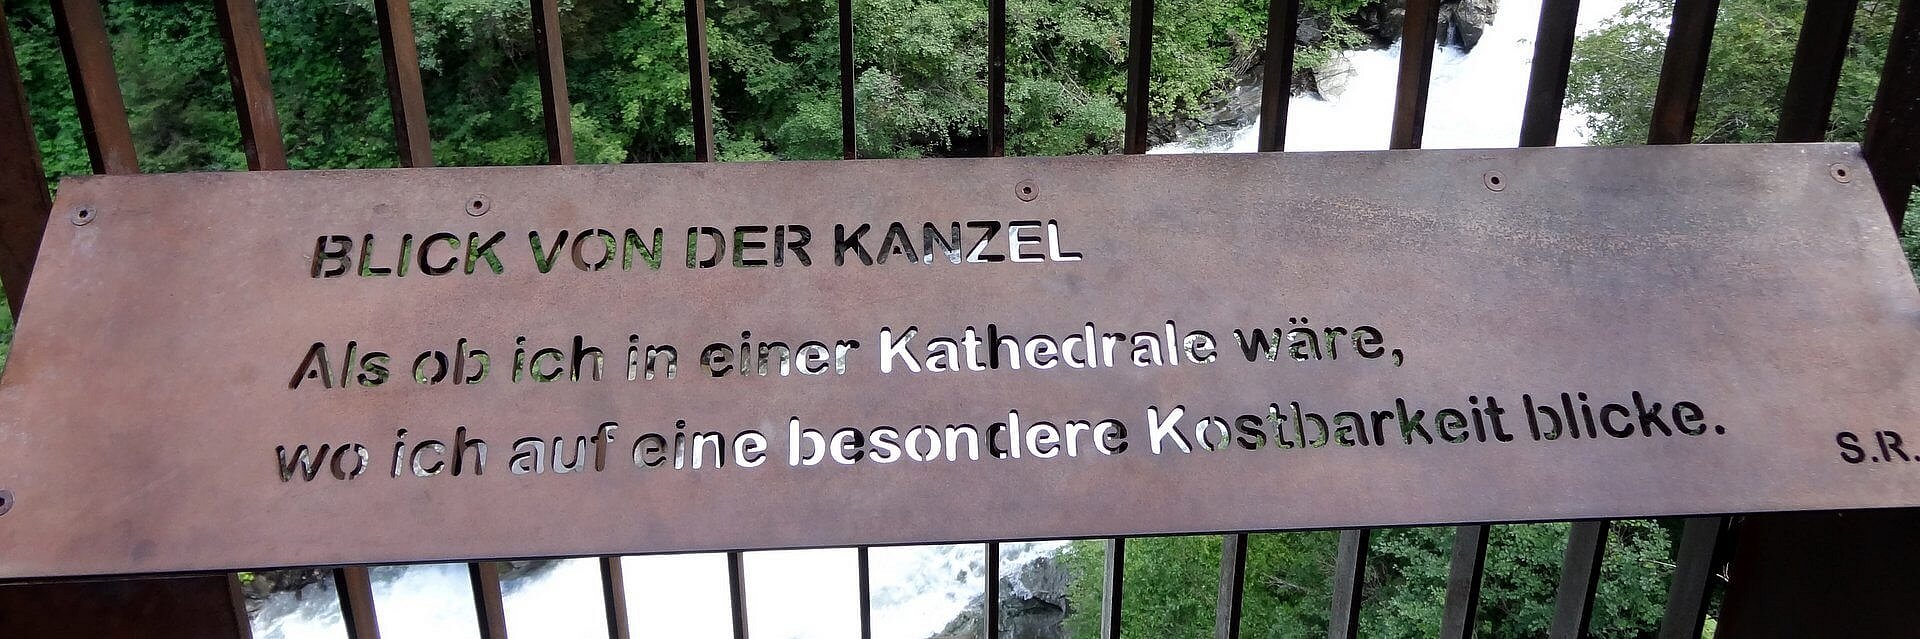 BLICK VON DER KANZEL
Als ob ich in einer Kathedrale wäre,
wo ich auf eine besondere Kostbarkeit blicke.
S.R.